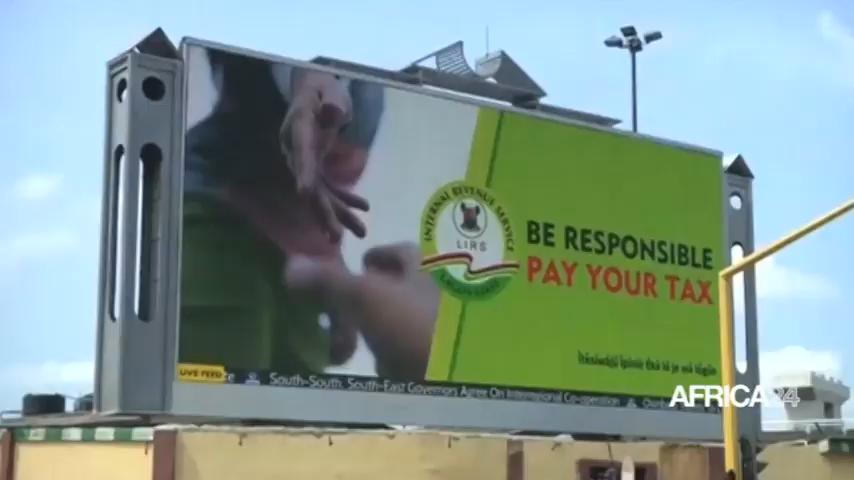 INTERNAL REVENUE SERVICE
LIRS
BE RESPONSIBLE
PAY YOUR TAX
LIVE FEED
South-South, South-East Governors Agree On International Co-operation
AFRICA24